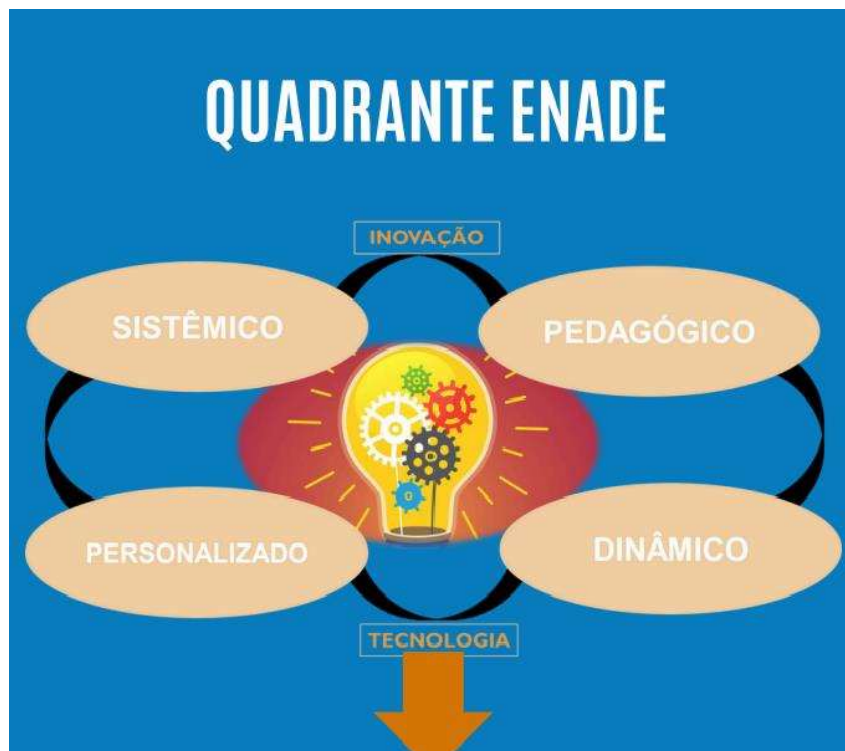 QUADRANTE ENADE
INOVAÇÃO
SISTÊMICO
PEDAGÓGICO
PERSONALIZADO
DINÂMICO
TECNOLOGIA